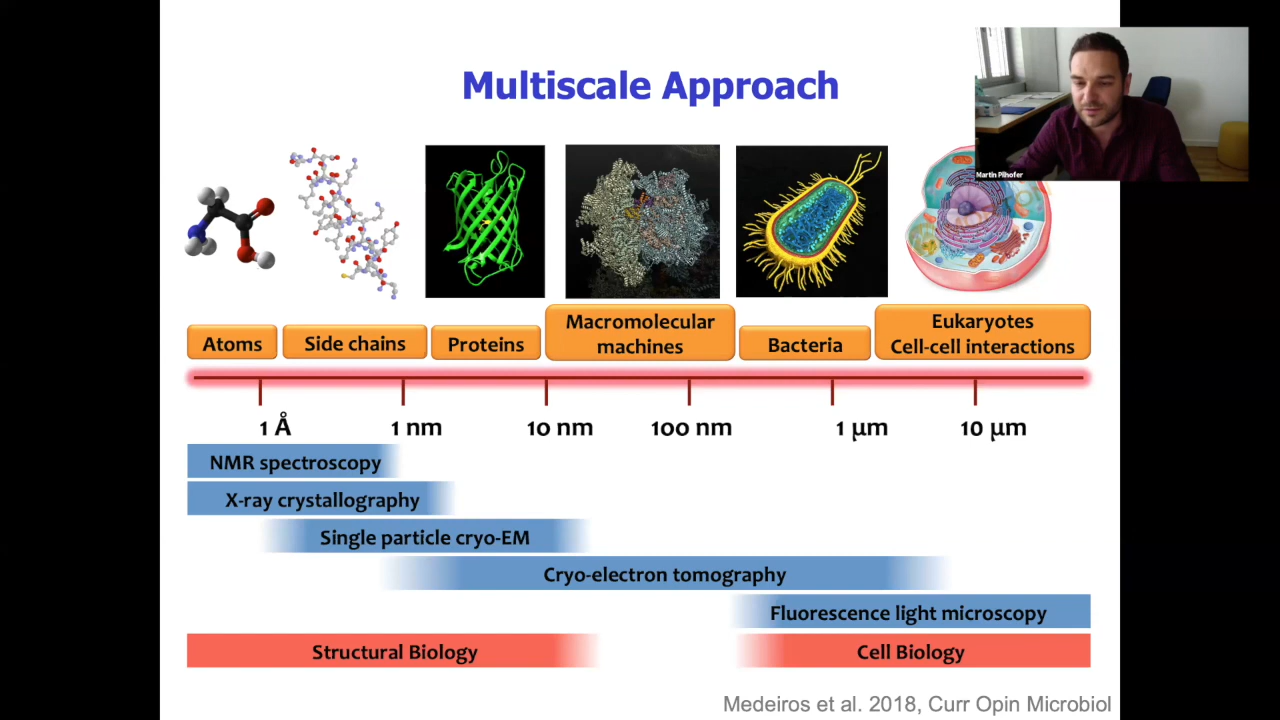 Multiscale Approach
Martin Pilhofer
Atoms
Side chains
Proteins
Macromolecular
machines
Bacteria
Eukaryotes
Cell-cell interactions
1 Å
1 nm
10 nm
100 nm
1 µm
10 µm
NMR spectroscopy
X-ray crystallography
Single particle cryo-EM
Cryo-electron tomography
Fluorescence light microscopy
Structural Biology
Cell Biology
Medeiros et al. 2018, Curr Opin Microbiol